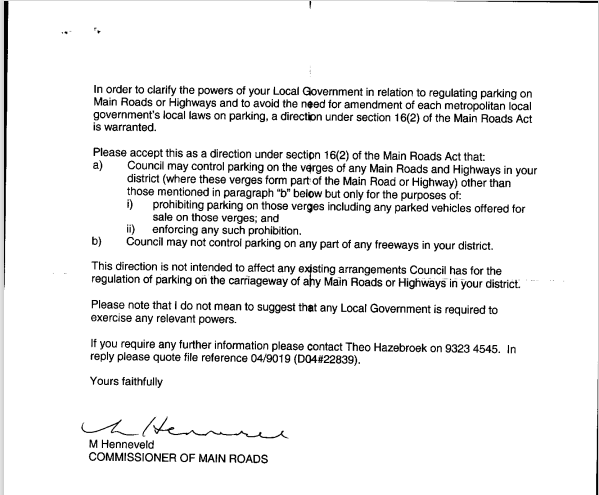 In order to clarify the powers of your Local Government in relation to regulating parking on
Main Roads or Highways and to avoid the need for amendment of each metropolitan local
government's local laws on parking, a direction under section 16(2) of the Main Roads Act
is warranted.
Please accept this as a direction under section 16(2) of the Main Roads Act that:
a) Council may control parking on the verges of any Main Roads and Highways in your
district (where these verges form part of the Main Road or Highway) other than
those mentioned in paragraph "b" below but only for the purposes of:
i) prohibiting parking on those verges including any parked vehicles offered for
sale on those verges; and
ii) enforcing any such prohibition.
b) Council may not control parking on any part of any freeways in your district.
This direction is not intended to affect any existing arrangements Council has for the
regulation of parking on the carriageway of any Main Roads or Highways in your district.
Please note that I do not mean to suggest that any Local Government is required to
exercise any relevant powers.
If you require any further information please contact Theo Hazebroek on 9323 4545. In
reply please quote file reference 04/9019 (D04#22839).
Yours faithfully
M Henneveld
M Henneveld
COMMISSIONER OF MAIN ROADS